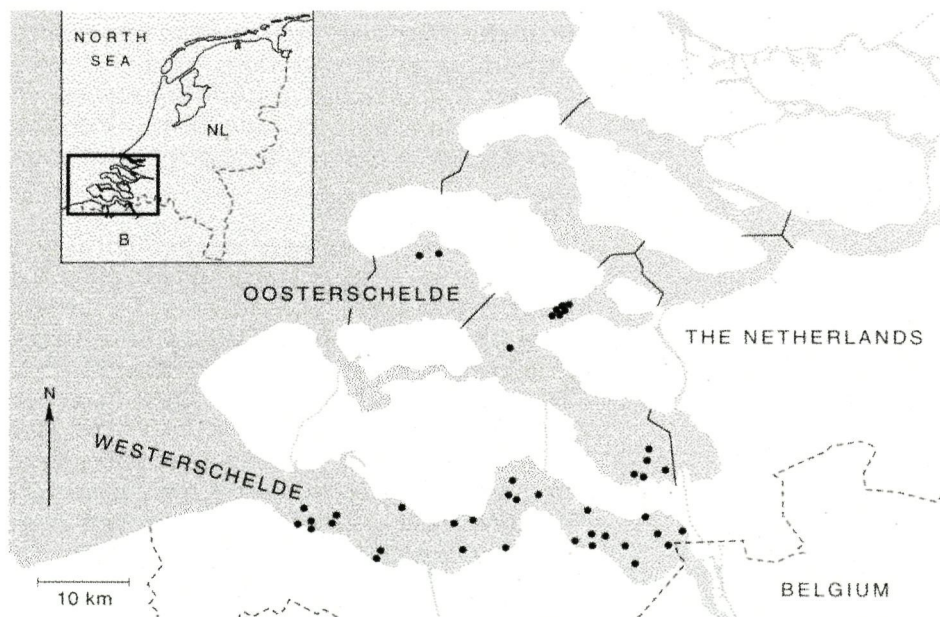 NORTH
SEA
NL
B
OOSTERSCHELDE
THE NETHERLANDS
N
WESTERSCHELDE
10 km
BELGIUM